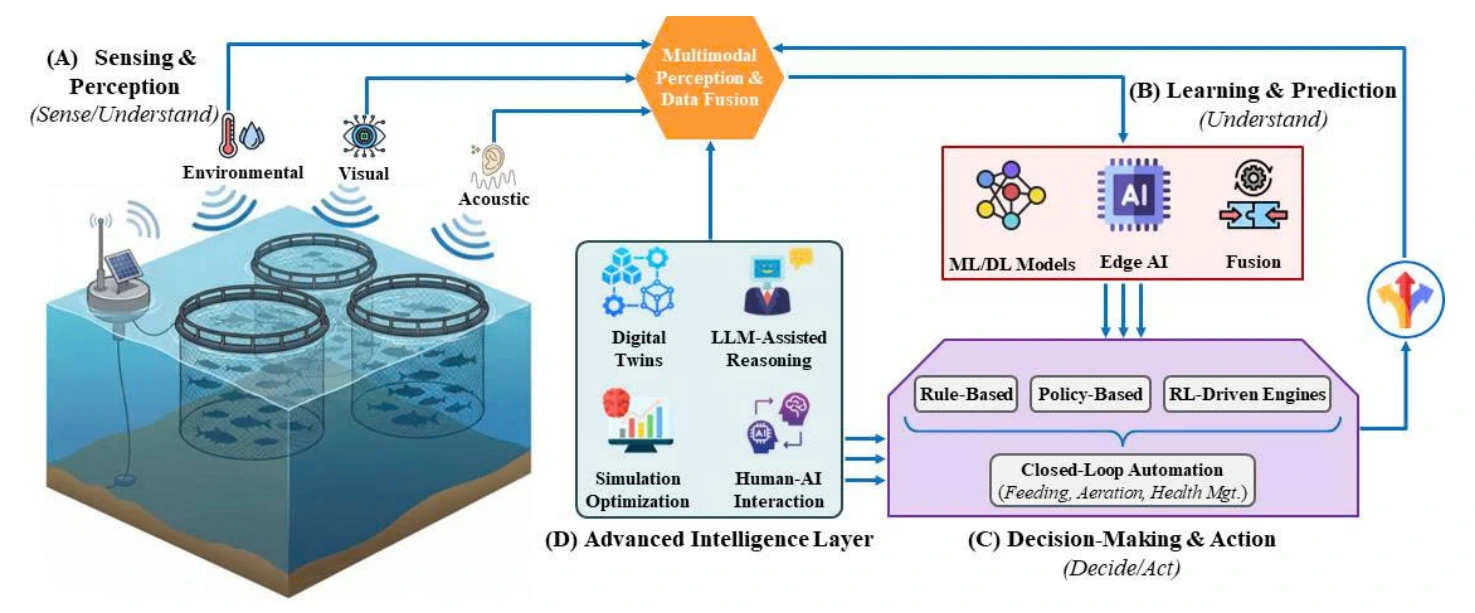 (A) Sensing &
Perception
(Sense/Understand)
Environmental
Visual
Acoustic
Multimodal
Perception &
Data Fusion
(B) Learning & Prediction
(Understand)
AI
ML/DL Models
Edge AI
Fusion
Digital
Twins
LLM-Assisted
Reasoning
Simulation
Optimization
AI
Human-AI
Interaction
(D) Advanced Intelligence Layer
Rule-Based
Policy-Based
RL-Driven Engines
Closed-Loop Automation
(Feeding, Aeration, Health Mgt.)
(C) Decision-Making & Action
(Decide/Act)